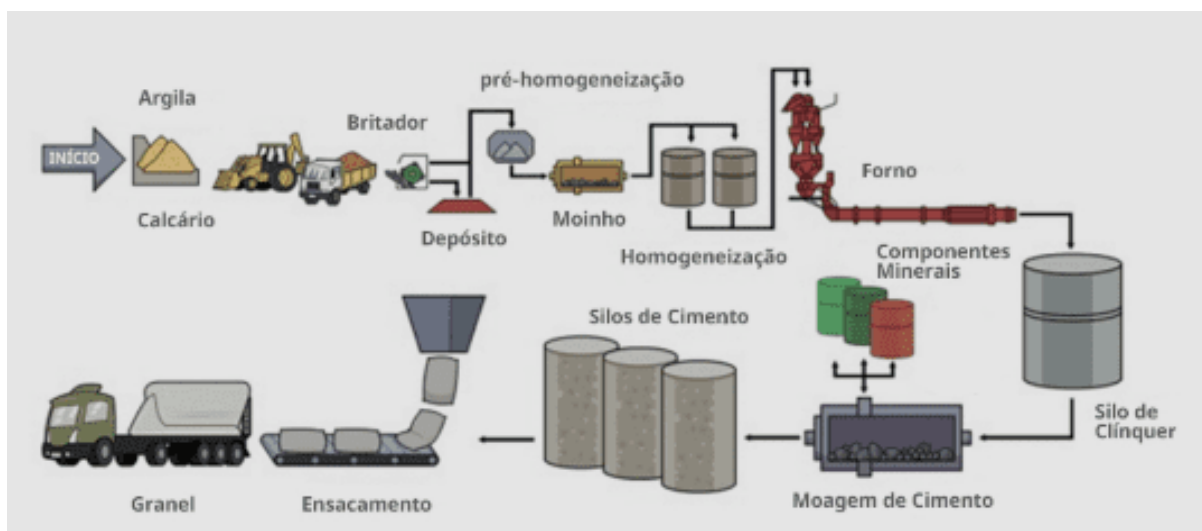 pré-homogeneização
Argila
Britador
INÍCIO
Forno
Calcário
Depósito
Moinho
Homogeneização
Componentes
Minerais
Silos de Cimento
Silo de
Clínquer
Granel
Ensacamento
Moagem de Cimento